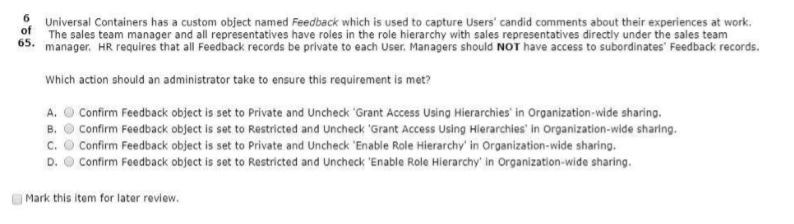 6 of 65. Universal Containers has a custom object named Feedback which is used to capture Users' candid comments about their experiences at work.
The sales team manager and all representatives have roles in the role hierarchy with sales representatives directly under the sales team
manager. HR requires that all Feedback records be private to each User. Managers should NOT have access to subordinates' Feedback records.
Which action should an administrator take to ensure this requirement is met?
A. Confirm Feedback object is set to Private and Uncheck 'Grant Access Using Hierarchies' in Organization-wide sharing.
B. Confirm Feedback object is set to Restricted and Uncheck 'Grant Access Using Hierarchies' in Organization-wide sharing.
C. Confirm Feedback object is set to Private and Uncheck 'Enable Role Hierarchy' in Organization-wide sharing.
D. Confirm Feedback object is set to Restricted and Uncheck 'Enable Role Hierarchy' in Organization-wide sharing.
Mark this item for later review.